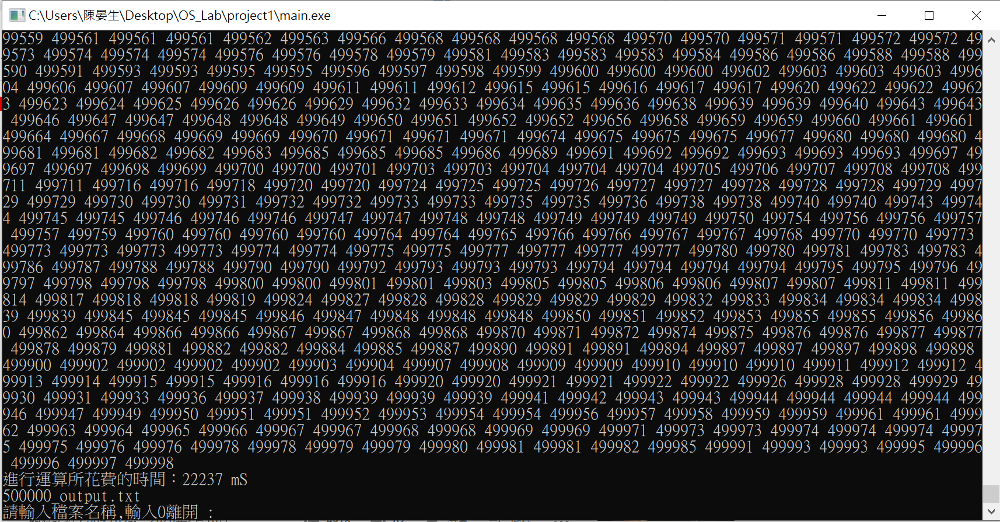 C:\Users\陳晏生\Desktop\OS_Lab\project1\main.exe
99559 499561 499561 499561 499562 499563 499566 499568 499568 499568 499568 499570 499570 499571 499571 499572 499572 49
9573 499574 499574 499574 499576 499576 499578 499579 499581 499583 499583 499583 499584 499586 499586 499588 499588 499
590 499591 499593 499593 499595 499595 499596 499597 499598 499599 499600 499600 499600 499602 499603 499603 499603 4996
04 499606 499607 499607 499609 499609 499611 499611 499612 499615 499615 499616 499617 499617 499620 499622 499622 49962
3 499623 499624 499625 499626 499626 499629 499632 499633 499634 499635 499636 499638 499639 499639 499640 499643 499643
499646 499647 499647 499648 499648 499649 499650 499651 499652 499652 499656 499658 499659 499659 499660 499661 499661
499664 499667 499668 499669 499669 499670 499671 499671 499671 499674 499675 499675 499675 499677 499680 499680 499680 4
99681 499681 499682 499682 499683 499685 499685 499685 499686 499689 499691 499692 499692 499693 499693 499693 499697 49
9697 499697 499698 499699 499700 499700 499701 499703 499703 499704 499704 499704 499705 499706 499707 499708 499708 499
711 499711 499716 499716 499718 499720 499720 499724 499725 499725 499726 499727 499727 499728 499728 499728 499729 4997
29 499729 499730 499730 499731 499732 499732 499733 499733 499735 499735 499736 499738 499738 499740 499740 499743 49974
4 499745 499745 499746 499746 499746 499747 499747 499748 499748 499749 499749 499749 499750 499754 499756 499756 499757
499757 499759 499760 499760 499760 499760 499764 499764 499765 499766 499766 499767 499767 499768 499770 499770 499773
499773 499773 499773 499773 499774 499774 499775 499775 499777 499777 499777 499777 499780 499780 499781 499783 499783 4
99786 499787 499788 499788 499790 499790 499792 499793 499793 499793 499794 499794 499794 499794 499795 499795 499796 49
9797 499798 499798 499798 499800 499800 499801 499801 499803 499805 499805 499806 499806 499807 499807 499811 499811 499
814 499817 499818 499818 499819 499824 499827 499828 499828 499829 499829 499829 499832 499833 499834 499834 499834 4998
39 499839 499845 499845 499845 499846 499847 499848 499848 499848 499850 499851 499852 499853 499855 499855 499856 49986
0 499862 499864 499866 499866 499867 499867 499868 499868 499870 499871 499872 499874 499875 499876 499876 499877 499877
499878 499879 499881 499882 499882 499884 499885 499887 499890 499891 499891 499894 499897 499897 499897 499898 499898
499900 499902 499902 499902 499902 499903 499904 499907 499908 499909 499909 499910 499910 499910 499911 499912 499912 4
99913 499914 499915 499915 499916 499916 499916 499920 499920 499921 499921 499922 499922 499926 499928 499928 499929 49
9930 499931 499933 499936 499937 499938 499939 499939 499939 499941 499942 499943 499943 499944 499944 499944 499944 499
946 499947 499949 499950 499951 499951 499952 499953 499954 499954 499956 499957 499958 499959 499959 499961 499961 4999
62 499963 499964 499965 499966 499967 499967 499968 499968 499969 499969 499971 499973 499973 499974 499974 499974 49997
5 499975 499976 499976 499978 499978 499979 499979 499980 499981 499981 499982 499985 499991 499993 499993 499995 499996
499996 499997 499998
進行運算所花費的時間：22237 mS
500000_output.txt
請輸入檔案名稱,輸入0離開 :